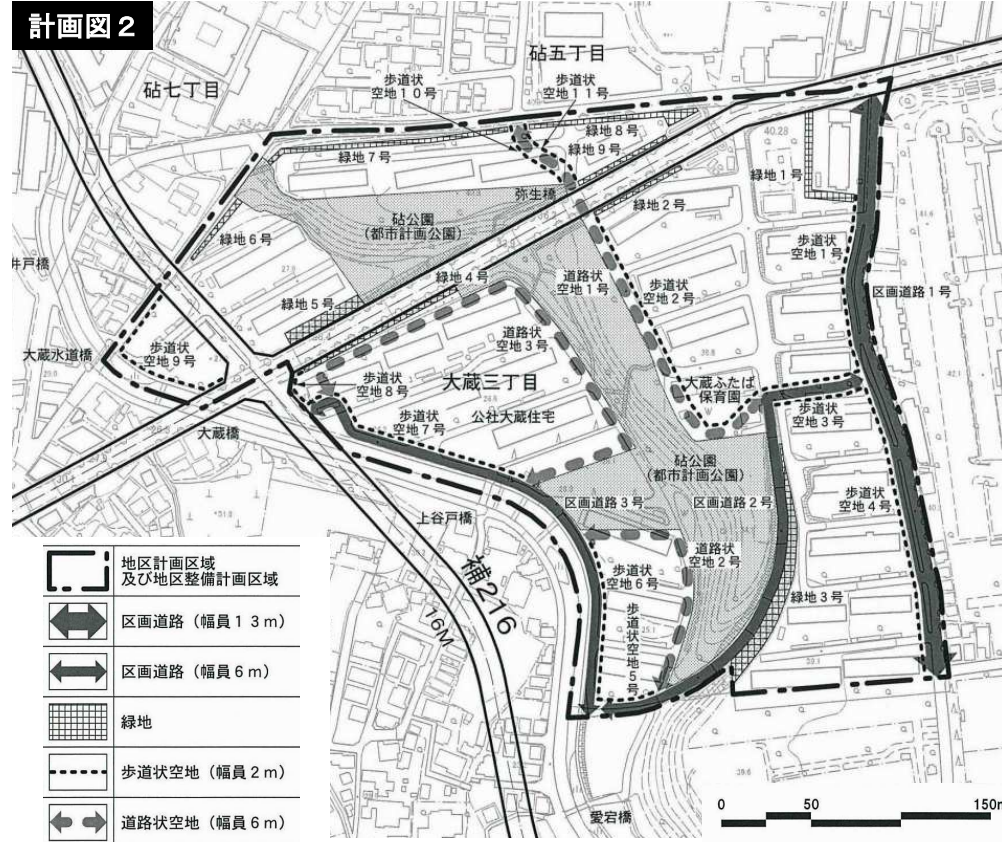 計画図2
砧五丁目
砧七丁目
歩道状
空地10号
歩道状
空地11号
緑地8号
緑地9号
緑地7号
40.28
緑地1号
弥生橋
緑地2号
砧公園
(都市計画公園)
緑地6号
歩道状
空地1号
井戸橋
緑地4号
道路状
空地1号
歩道状
空地2号
区画道路1号
緑地5号
歩道状
空地9号
道路状
空地3号
大蔵水道橋
歩道状
空地8号
大蔵三丁目
大蔵ふたば
保育園
公社大蔵住宅
歩道状
空地7号
歩道状
空地3号
大蔵橋
砧公園
(都市計画公園)
区画道路3号
区画道路2号
歩道状
空地4号
上谷戸橋
道路状
空地2号
歩道状
空地6号
緑地3号
補216
16M
歩道状空地5号
愛宕橋
地区計画区域
及び地区整備計画区域
区画道路(幅員13m)
区画道路(幅員6m)
緑地
歩道状空地(幅員2m)
道路状空地(幅員6m)
0 50 150m